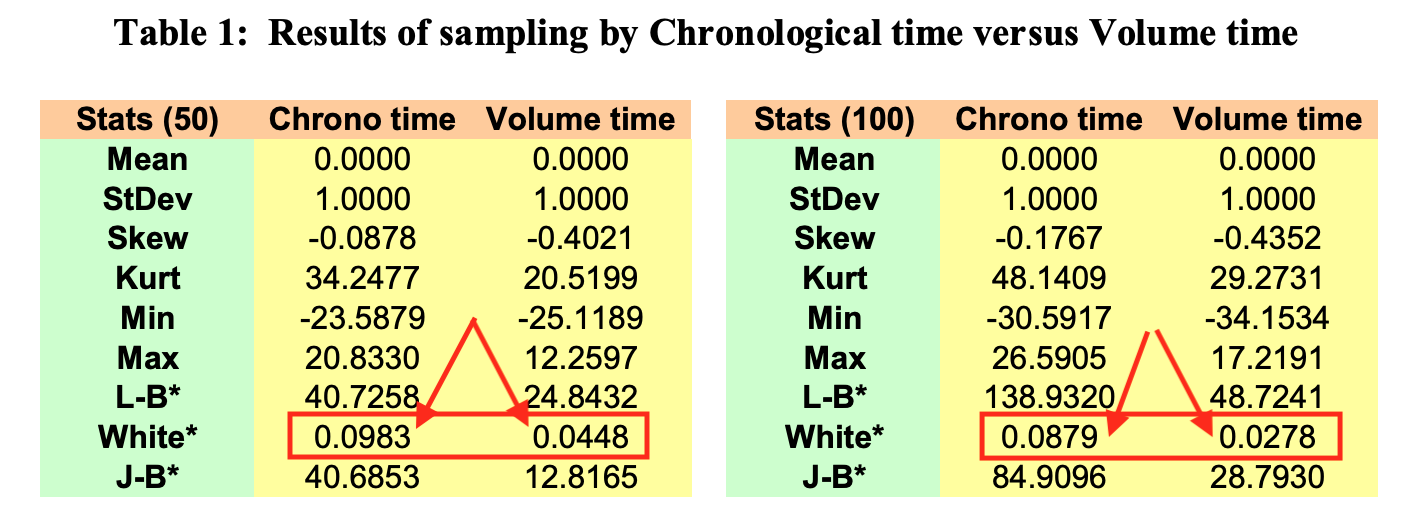 Table 1: Results of sampling by Chronological time versus Volume time
Stats (50) Chrono time Volume time
Mean 0.0000 0.0000
StDev 1.0000 1.0000
Skew -0.0878 -0.4021
Kurt 34.2477 20.5199
Min -23.5879 -25.1189
Max 20.8330 12.2597
L-B* 40.7258 24.8432
White* 0.0983 0.0448
J-B* 40.6853 12.8165
Stats (100) Chrono time Volume time
Mean 0.0000 0.0000
StDev 1.0000 1.0000
Skew -0.1767 -0.4352
Kurt 48.1409 29.2731
Min -30.5917 -34.1534
Max 26.5905 17.2191
L-B* 138.9320 48.7241
White* 0.0879 0.0278
J-B* 84.9096 28.7930